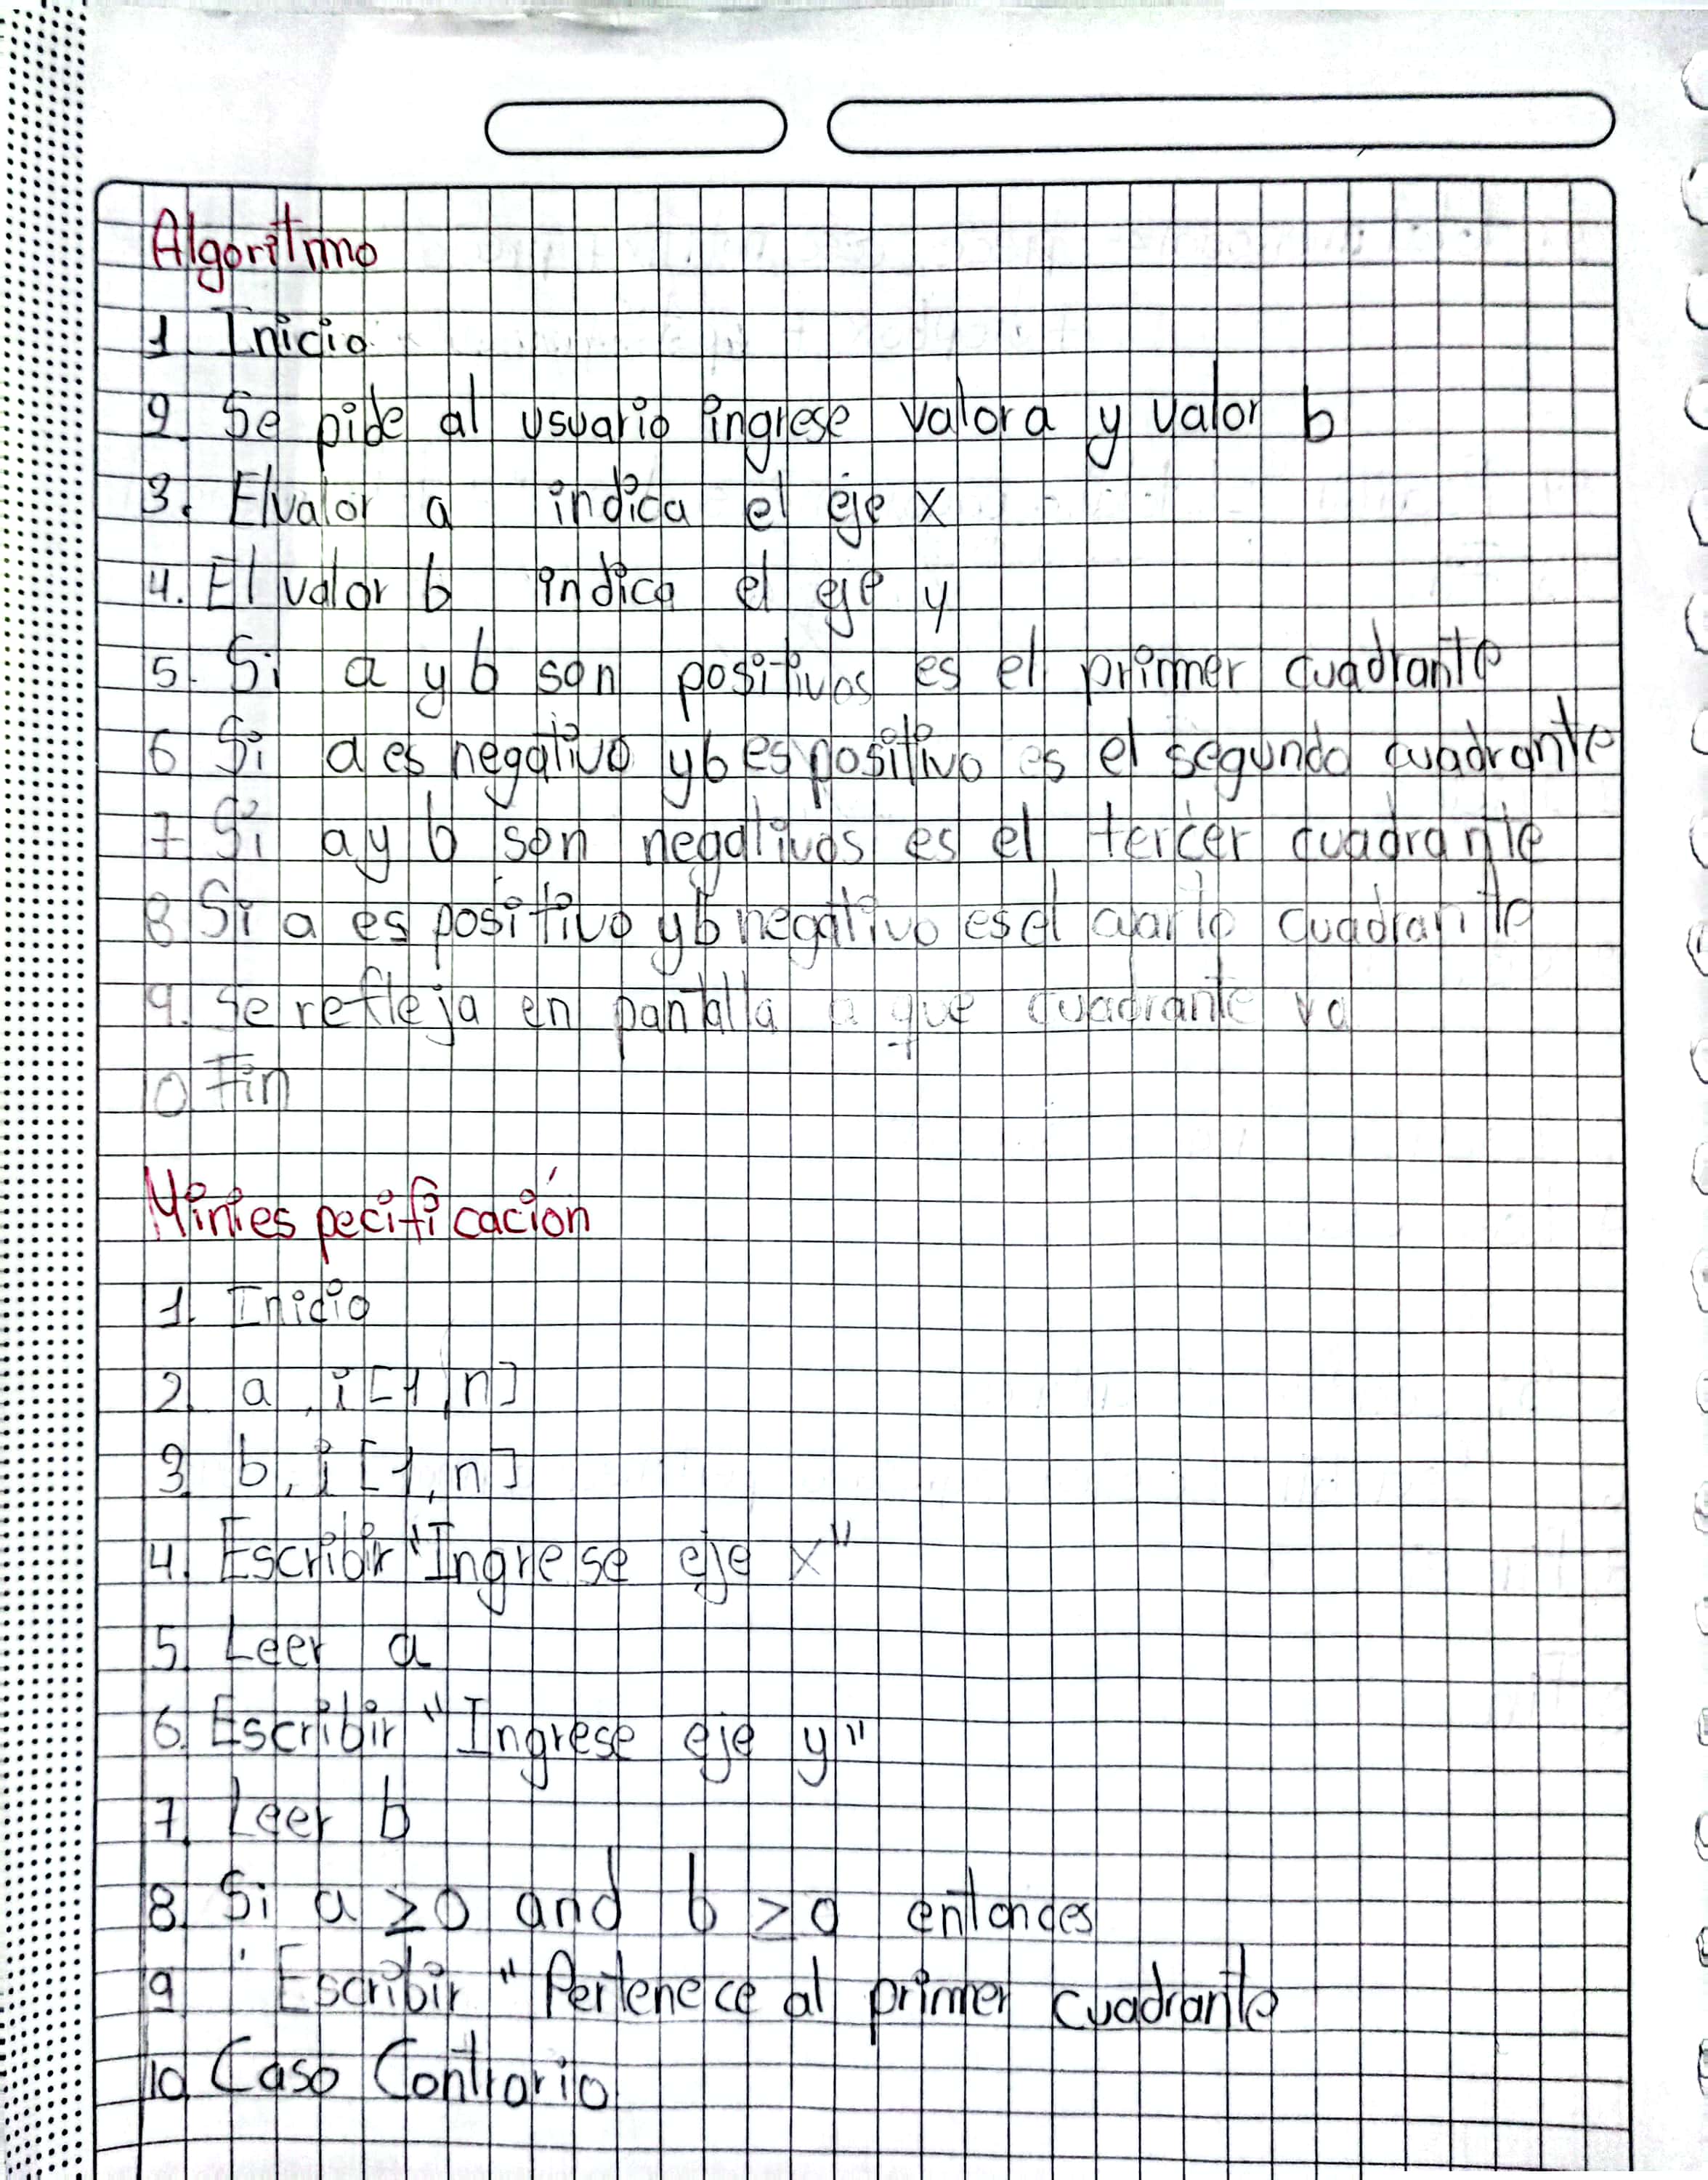 Algoritmo
1. Inicio
2. Se pide al usuario ingrese valor a y valor b
3. El valor a indica el eje x
4. El valor b indica el eje y
5. Si a y b son positivos es el primer cuadrante
6 Si a es negativo y b es positivo es el segundo cuadrante
7 Si a y b son negativos es el tercer cuadrante
8 Si a es positivo y b negativo es el cuarto cuadrante
9. Se refleja en pantalla a que cuadrante va
10 Fin
Miniespecificación
1. Inicio
2. a, i [1, n]
3. b, i [1, n]
4. Escribir "Ingrese eje x"
5. Leer a
6. Escribir "Ingrese eje y"
7. Leer b
8. Si a ≥0 and b ≥0 entonces
9 Escribir "Pertenece al primer cuadrante
10 Caso Contrario